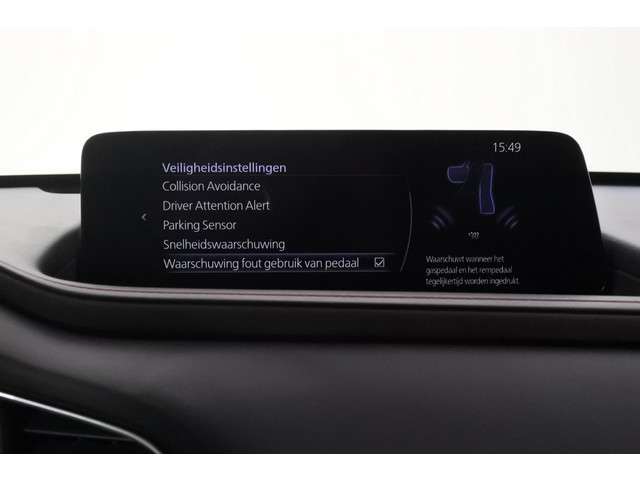 15:49
Veiligheidsinstellingen
Collision Avoidance
Driver Attention Alert
Parking Sensor
Snelheidswaarschuwing
Waarschuwing fout gebruik van pedaal
Waarschuwt wanneer het
gaspedaal en het rempedaal
tegelijkertijd worden ingedrukt.